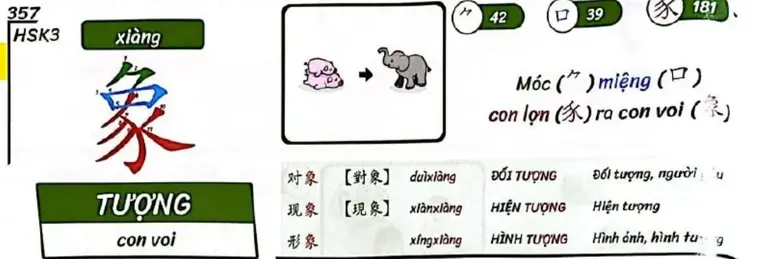 357
HSK3
xiàng
象
TƯỢNG
con voi
⺈ 42 口 39 豕 181
Móc (⺈) miệng (口)
con lợn (豕) ra con voi (象)
对象 【對象】 duìxiàng ĐỐI TƯỢNG Đối tượng, người
现象 【現象】 xiànxiàng HIỆN TƯỢNG Hiện tượng
形象 xíngxiàng HÌNH TƯỢNG Hình ảnh, hình